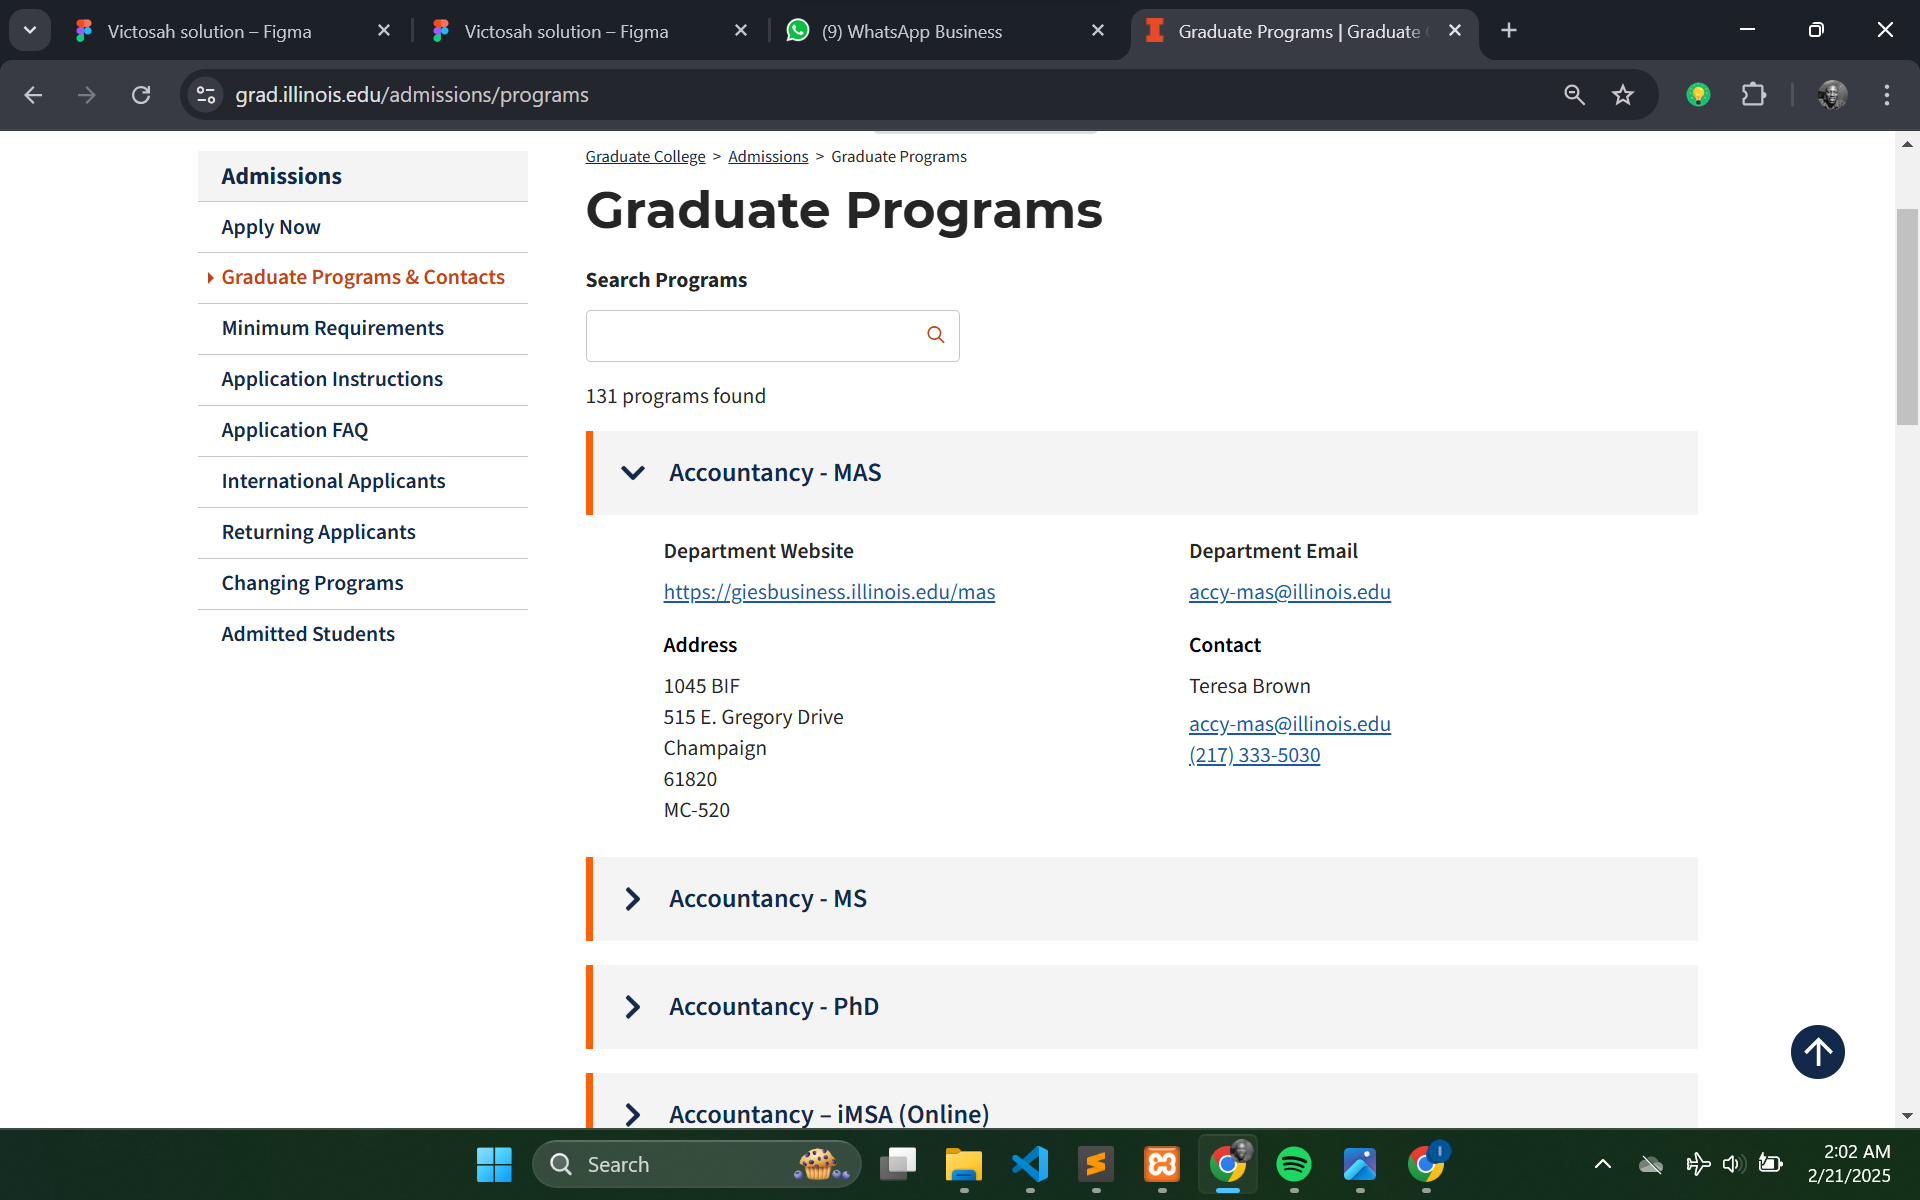 Victosah solution – Figma
Victosah solution – Figma
(9) WhatsApp Business
Graduate Programs | Graduate
grad.illinois.edu/admissions/programs
Admissions
Apply Now
Graduate Programs & Contacts
Minimum Requirements
Application Instructions
Application FAQ
International Applicants
Returning Applicants
Changing Programs
Admitted Students
Graduate College > Admissions > Graduate Programs
Graduate Programs
Search Programs
131 programs found
Accountancy - MAS
Department Website
https://giesbusiness.illinois.edu/mas
Department Email
accy-mas@illinois.edu
Address
1045 BIF
515 E. Gregory Drive
Champaign
61820
MC-520
Contact
Teresa Brown
accy-mas@illinois.edu
(217) 333-5030
Accountancy - MS
Accountancy - PhD
Accountancy – iMSA (Online)
Search
2:02 AM
2/21/2025